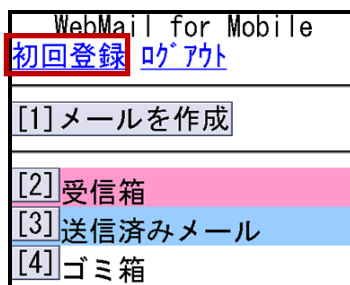 WebMail for Mobile
初回登録 ﾛｸﾞｱｳﾄ
[1]メールを作成
[2]受信箱
[3]送信済みメール
[4]ゴミ箱